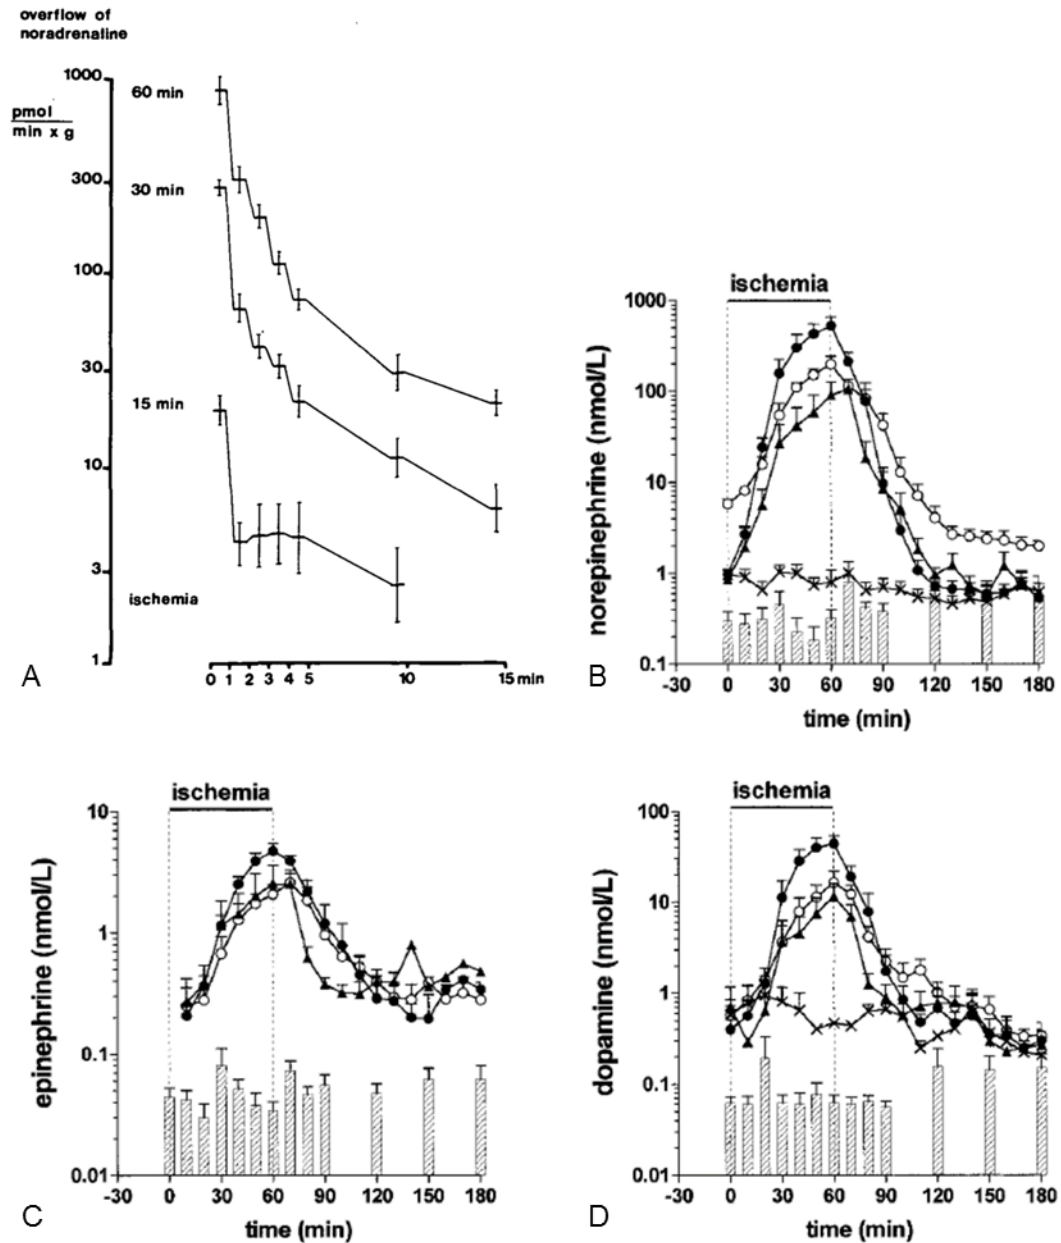 overflow of
noradrenaline
1000
pmol
min x g
300
100
30
10
3
1
60 min
30 min
15 min
ischemia
0 1 2 3 4 5 10 15 min
A
ischemia
norepinephrine (nmol/L)
1000
100
10
1
0.1
-30 0 30 60 90 120 150 180
time (min)
B
ischemia
epinephrine (nmol/L)
10
1
0.1
0.01
-30 0 30 60 90 120 150 180
time (min)
C
ischemia
dopamine (nmol/L)
100
10
1
0.1
0.01
-30 0 30 60 90 120 150 180
time (min)
D